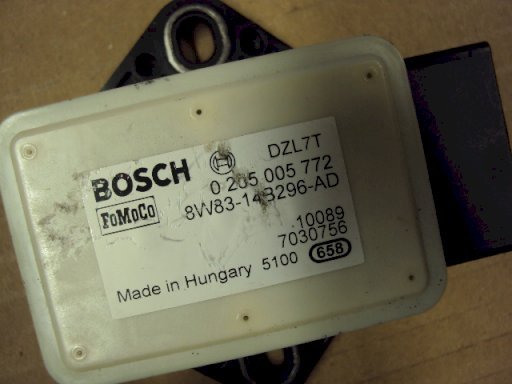 BOSCH DZL7T
0 265 005 772
FoMoCo 8W83-14B296-AD
.10089
7030756
Made in Hungary 5100 658